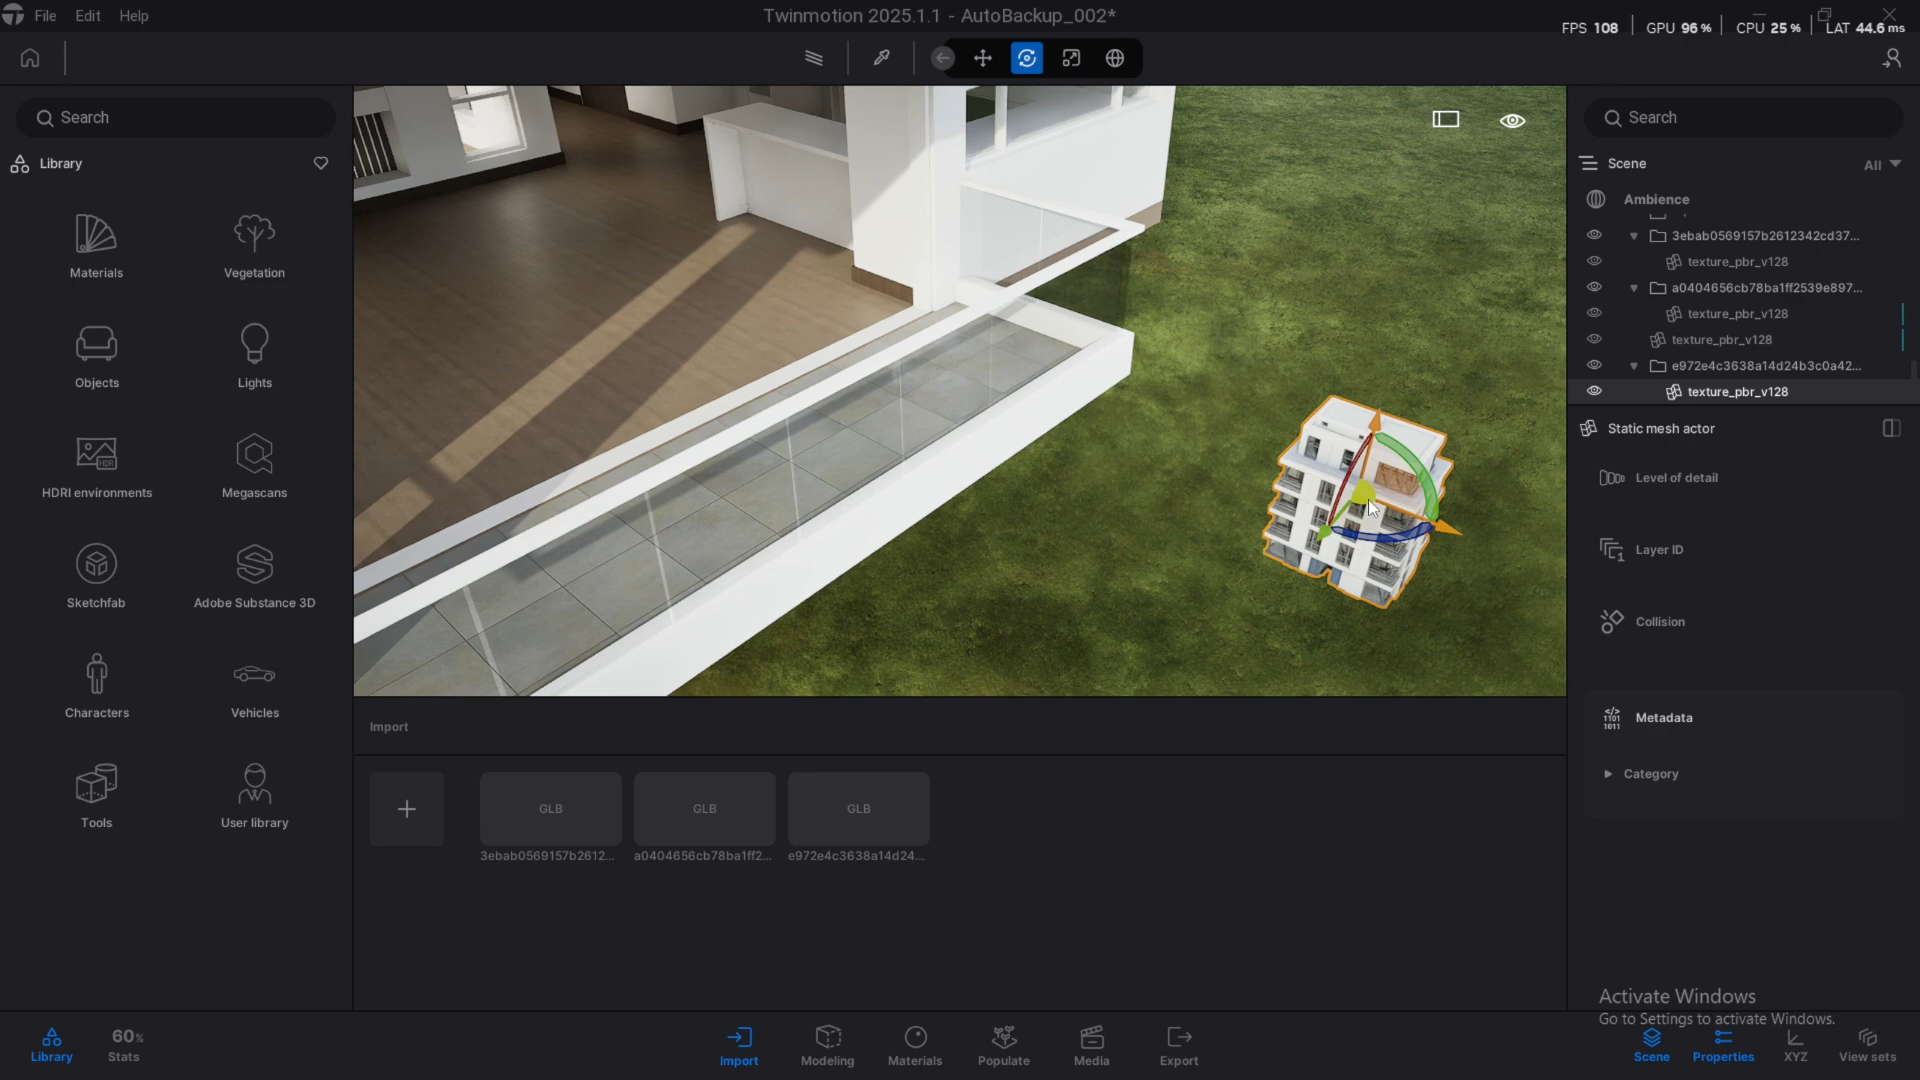 File Edit Help
Twinmotion 2025.1.1 - AutoBackup_002*
FPS 108 GPU 96 % CPU 25 % LAT 44.6 ms
Search
Library
Materials
Vegetation
Objects
Lights
HDR
HDRI environments
Megascans
Sketchfab
Adobe Substance 3D
Characters
Vehicles
Tools
User library
Search
Scene
All
Ambience
3ebab0569157b2612342cd37...
texture_pbr_v128
a0404656cb78ba1ff2539e897...
texture_pbr_v128
texture_pbr_v128
e972e4c3638a14d24b3c0a42...
texture_pbr_v128
Static mesh actor
Level of detail
Layer ID
Collision
Metadata
Category
Import
GLB
3ebab0569157b2612...
GLB
a0404656cb78ba1ff2...
GLB
e972e4c3638a14d24...
Activate Windows
Go to Settings to activate Windows.
Library
60%
Stats
Import
Modeling
Materials
Populate
Media
Export
Scene
Properties
XYZ
View sets